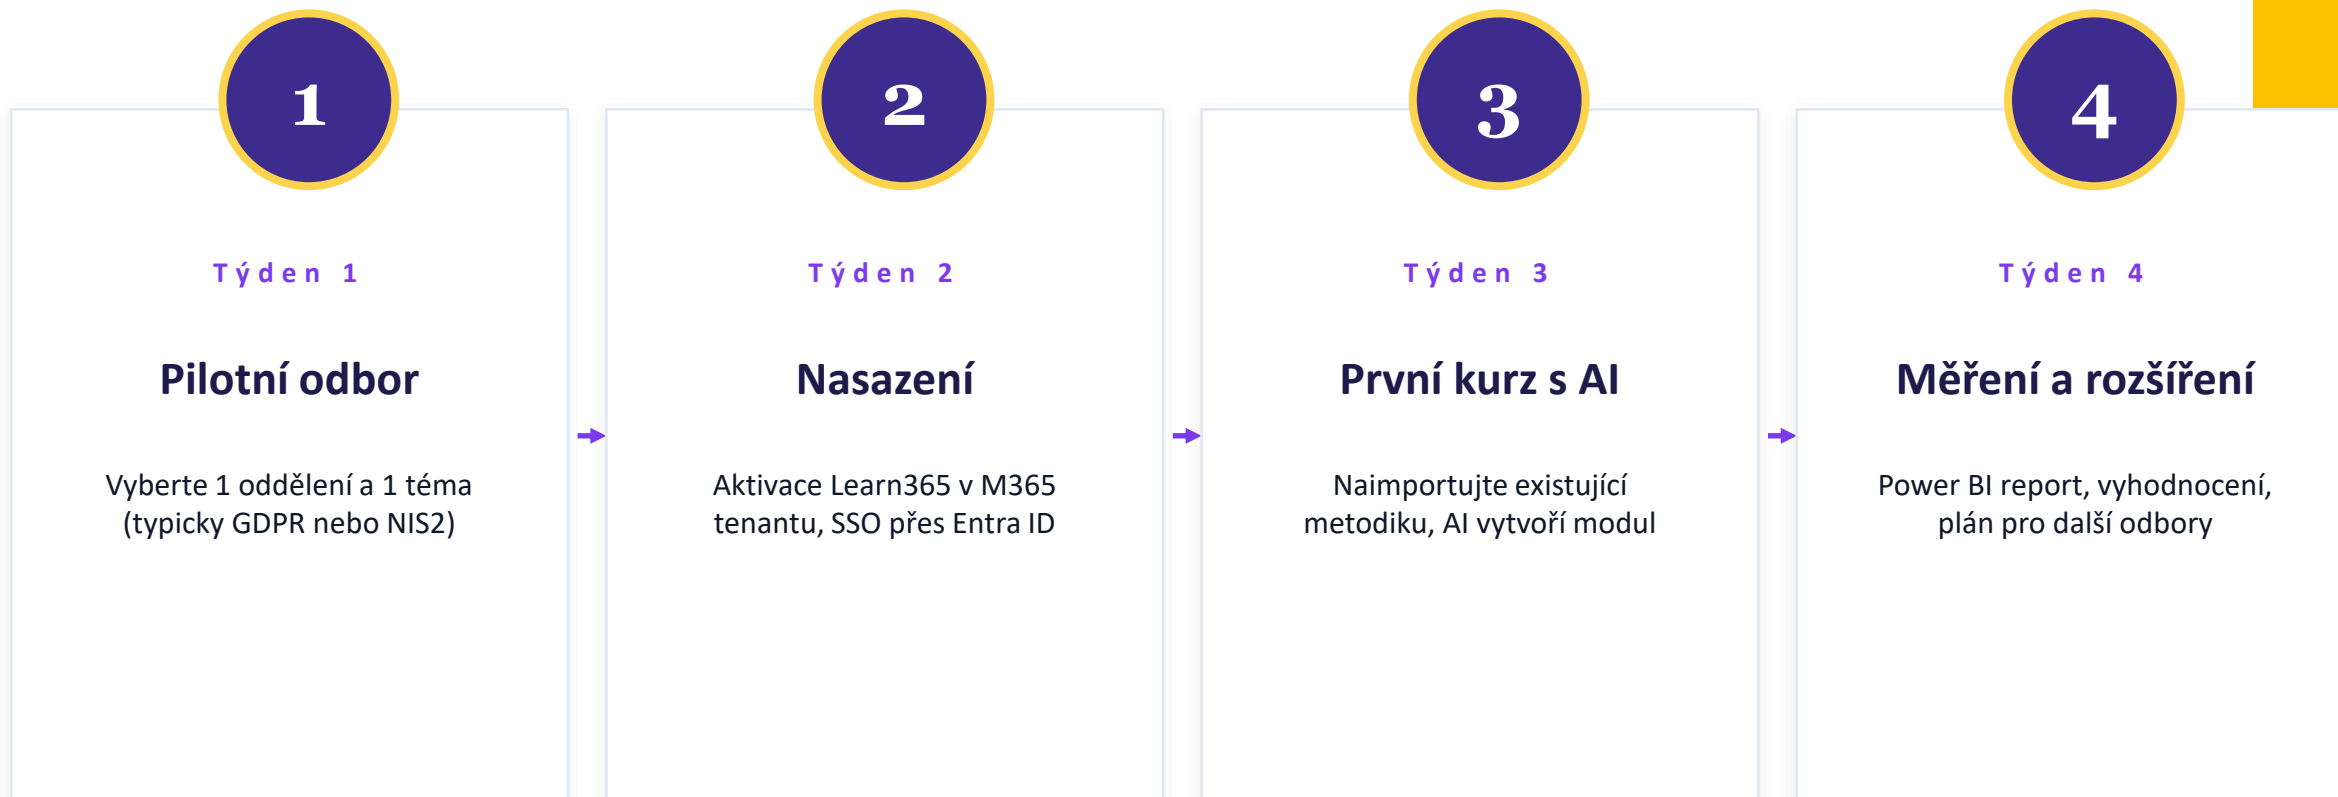 1
Týden 1
Pilotní odbor
Vyberte 1 oddělení a 1 téma
(typicky GDPR nebo NIS2)
2
Týden 2
Nasazení
Aktivace Learn365 v M365
tenantu, SSO přes Entra ID
3
Týden 3
První kurz s AI
Naimportujte existující
metodiku, AI vytvoří modul
4
Týden 4
Měření a rozšíření
Power BI report, vyhodnocení,
plán pro další odbory